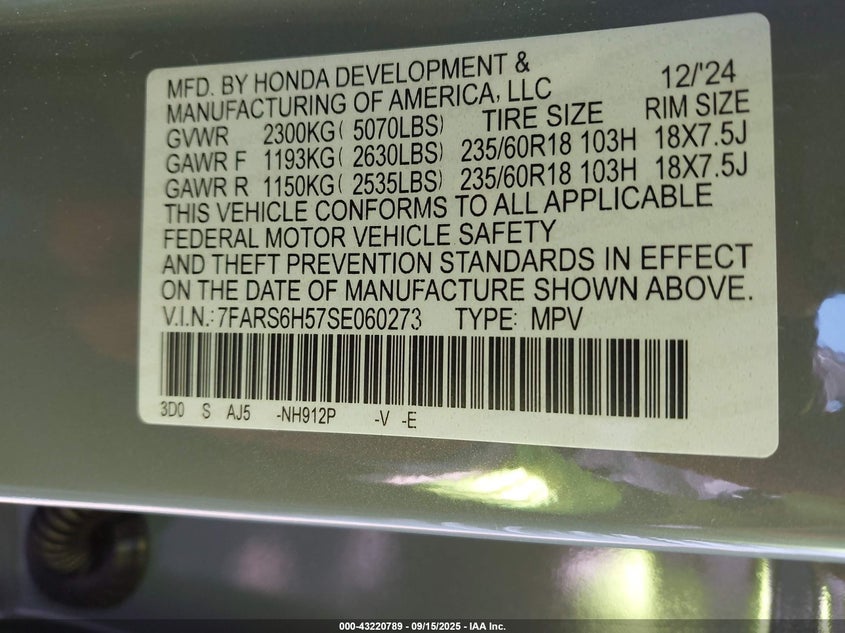 MFD. BY HONDA DEVELOPMENT &
MANUFACTURING OF AMERICA, LLC 12/'24
GVWR 2300KG( 5070LBS) TIRE SIZE RIM SIZE
GAWR F 1193KG( 2630LBS) 235/60R18 103H 18X7.5J
GAWR R 1150KG( 2535LBS) 235/60R18 103H 18X7.5J
THIS VEHICLE CONFORMS TO ALL APPLICABLE
FEDERAL MOTOR VEHICLE SAFETY
AND THEFT PREVENTION STANDARDS IN EFFECT
ON THE DATE OF MANUFACTURE SHOWN ABOVE.
V.I.N.: 7FARS6H57SE060273 TYPE: MPV
3D0 S AJ5 -NH912P -V -E
000-43220789 - 09/15/2025 - IAA Inc.